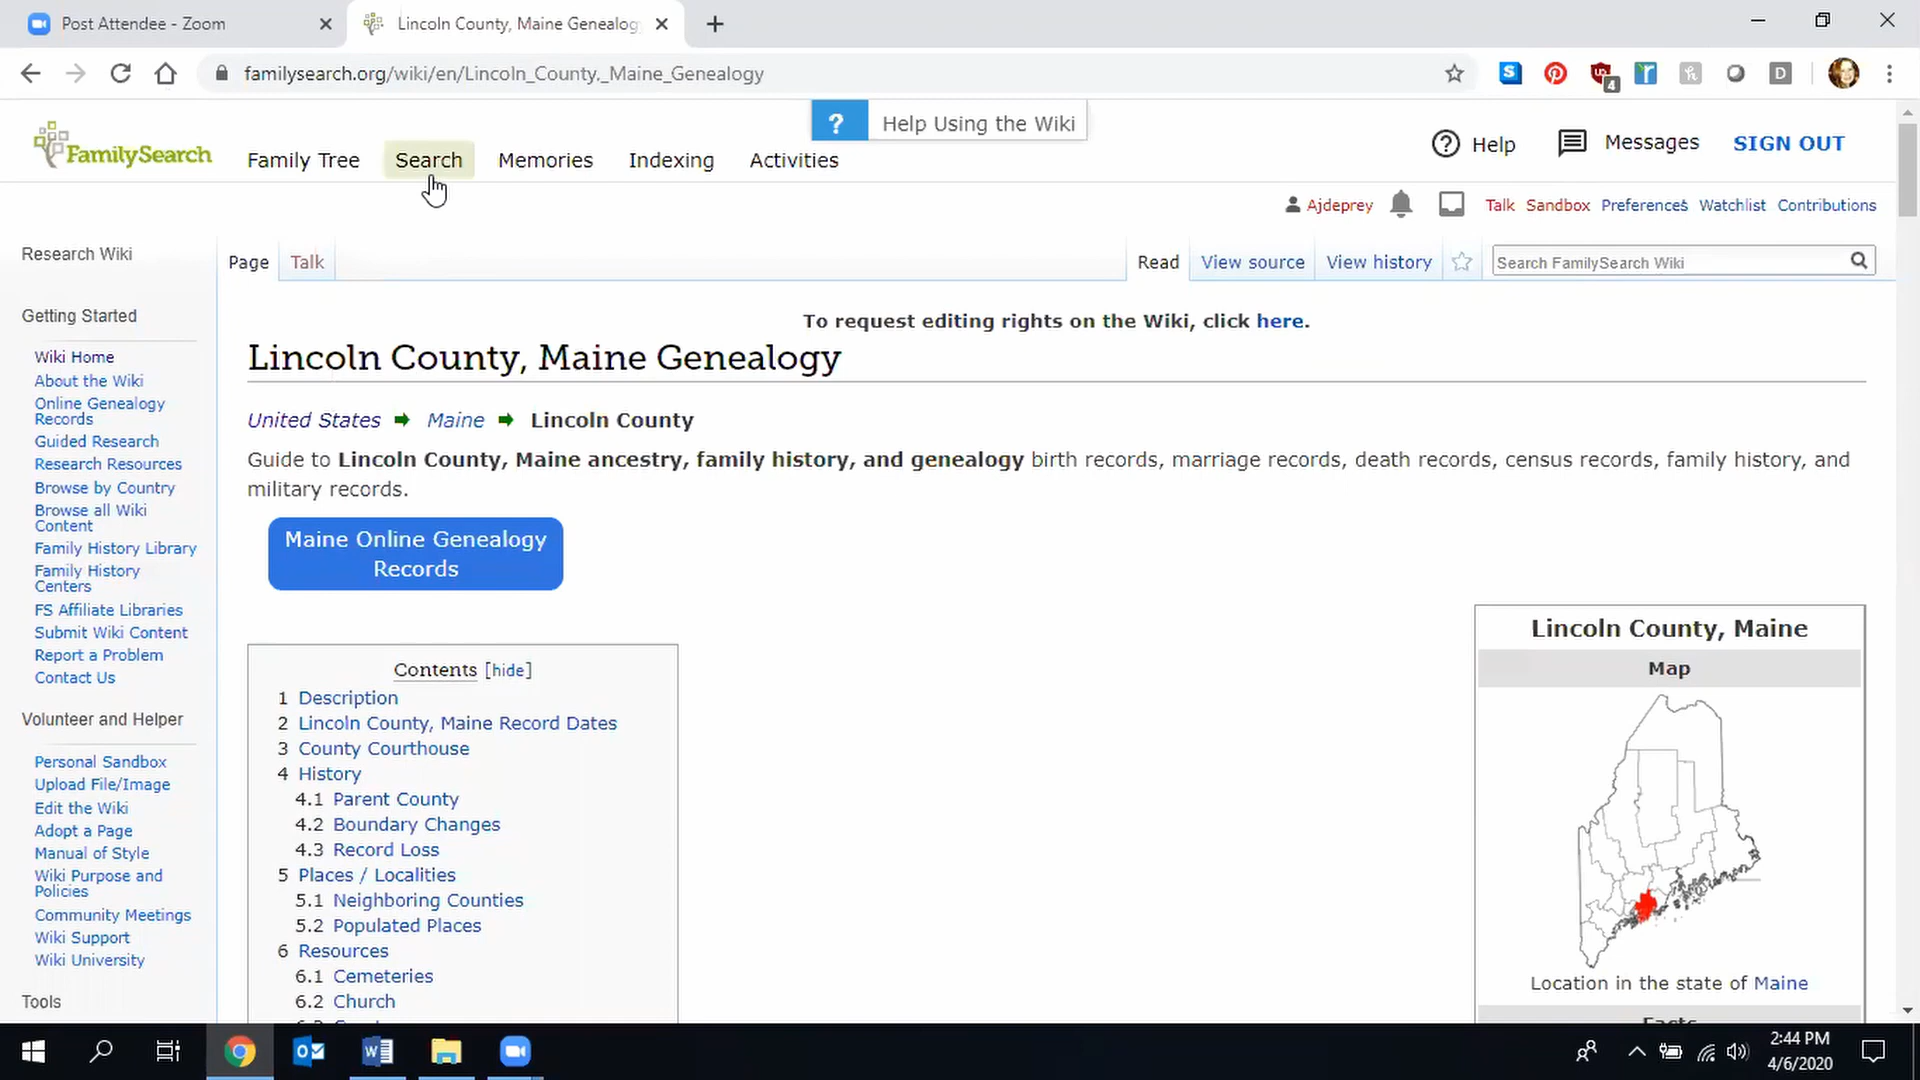 Post Attendee - Zoom
Lincoln County, Maine Genealog
familysearch.org/wiki/en/Lincoln_County,_Maine_Genealogy
4
? Help Using the Wiki
FamilySearch
Family Tree
Search
Memories
Indexing
Activities
Help
Messages
SIGN OUT
Ajdeprey
Talk Sandbox Preferences Watchlist Contributions
Research Wiki
Page
Talk
Read
View source
View history
Search FamilySearch Wiki
Getting Started
Wiki Home
About the Wiki
Online Genealogy
Records
Guided Research
Research Resources
Browse by Country
Browse all Wiki
Content
Family History Library
Family History
Centers
FS Affiliate Libraries
Submit Wiki Content
Report a Problem
Contact Us
Volunteer and Helper
Personal Sandbox
Upload File/Image
Edit the Wiki
Adopt a Page
Manual of Style
Wiki Purpose and
Policies
Community Meetings
Wiki Support
Wiki University
Tools
To request editing rights on the Wiki, click here.
Lincoln County, Maine Genealogy
United States Maine Lincoln County
Guide to Lincoln County, Maine ancestry, family history, and genealogy birth records, marriage records, death records, census records, family history, and
military records.
Maine Online Genealogy
Records
Contents [hide]
1 Description
2 Lincoln County, Maine Record Dates
3 County Courthouse
4 History
4.1 Parent County
4.2 Boundary Changes
4.3 Record Loss
5 Places / Localities
5.1 Neighboring Counties
5.2 Populated Places
6 Resources
6.1 Cemeteries
6.2 Church
Lincoln County, Maine
Map
Location in the state of Maine
Facts
2:44 PM
4/6/2020